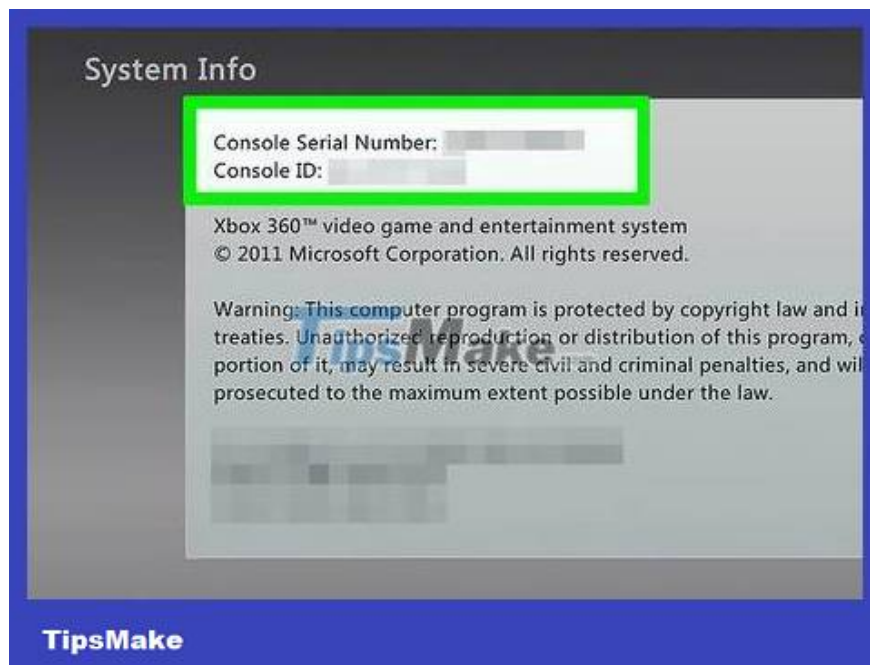 System Info
Console Serial Number:
Console ID:
Xbox 360™ video game and entertainment system
© 2011 Microsoft Corporation. All rights reserved.
Warning: This computer program is protected by copyright law and
treaties. Unauthorized reproduction or distribution of this program,
portion of it, may result in severe civil and criminal penalties, and
prosecuted to the maximum extent possible under the law.
TipsMake
TipsMake